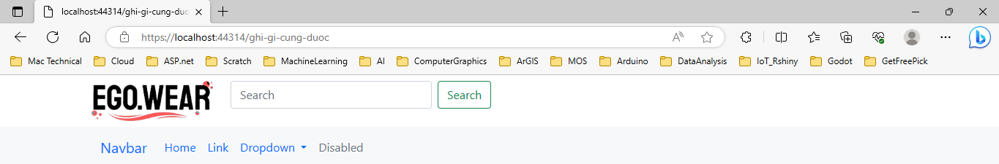 localhost:44314/ghi-gi-cung-duc
https://localhost:44314/ghi-gi-cung-duoc
Mac Technical Cloud ASP.net Scratch MachineLearning AI ComputerGraphics ArGIS MOS Arduino DataAnalysis IoT_Rshiny Godot GetFreePick
EGO.WEAR Search Search
Navbar Home Link Dropdown Disabled